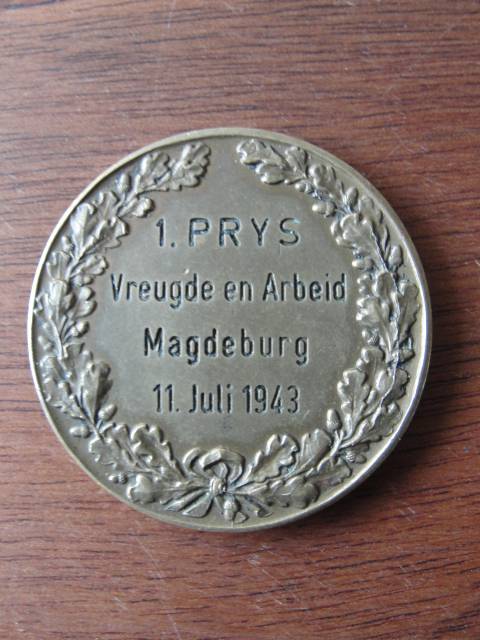 1. PRYS
Vreugde en Arbeid
Magdeburg
11. Juli 1943